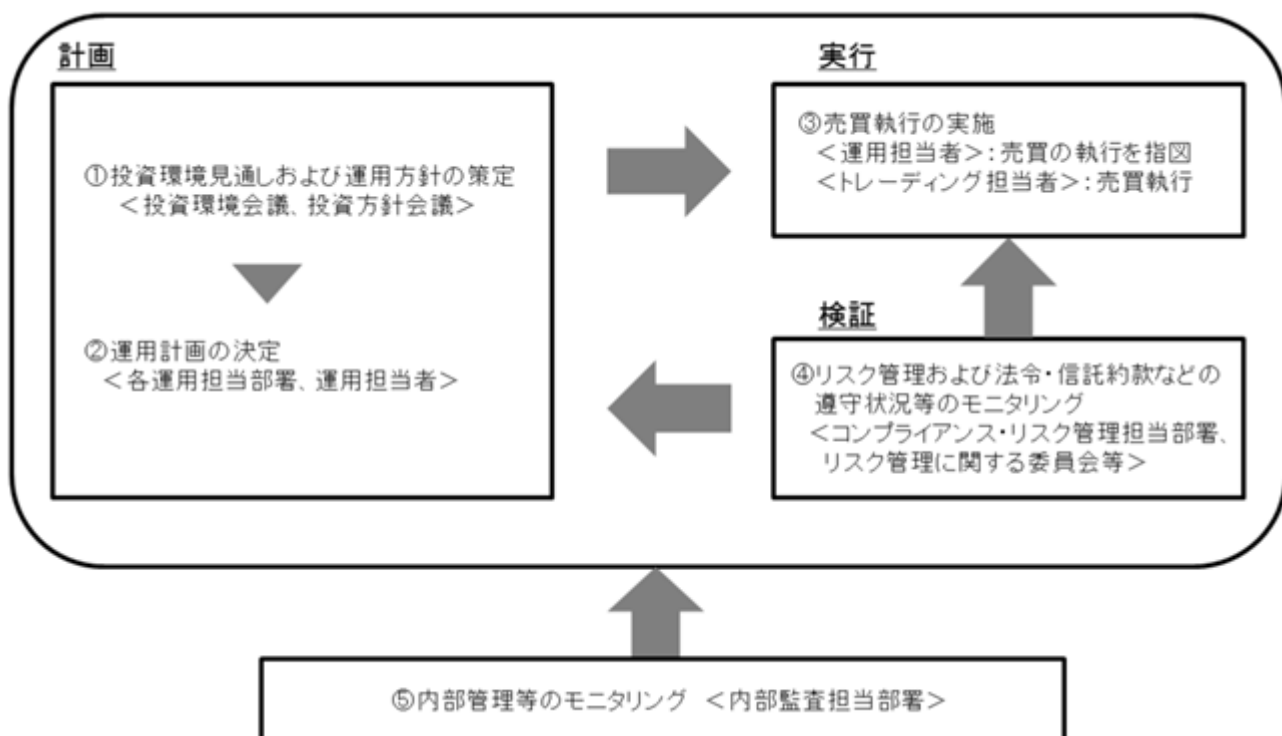 計画
①投資環境見通しおよび運用方針の策定
＜投資環境会議、投資方針会議＞
②運用計画の決定
＜各運用担当部署、運用担当者＞
実行
③売買執行の実施
＜運用担当者＞：売買の執行を指図
＜トレーディング担当者＞：売買執行
検証
④リスク管理および法令・信託約款などの
遵守状況等のモニタリング
＜コンプライアンス・リスク管理担当部署、
リスク管理に関する委員会等＞
⑤内部管理等のモニタリング ＜内部監査担当部署＞